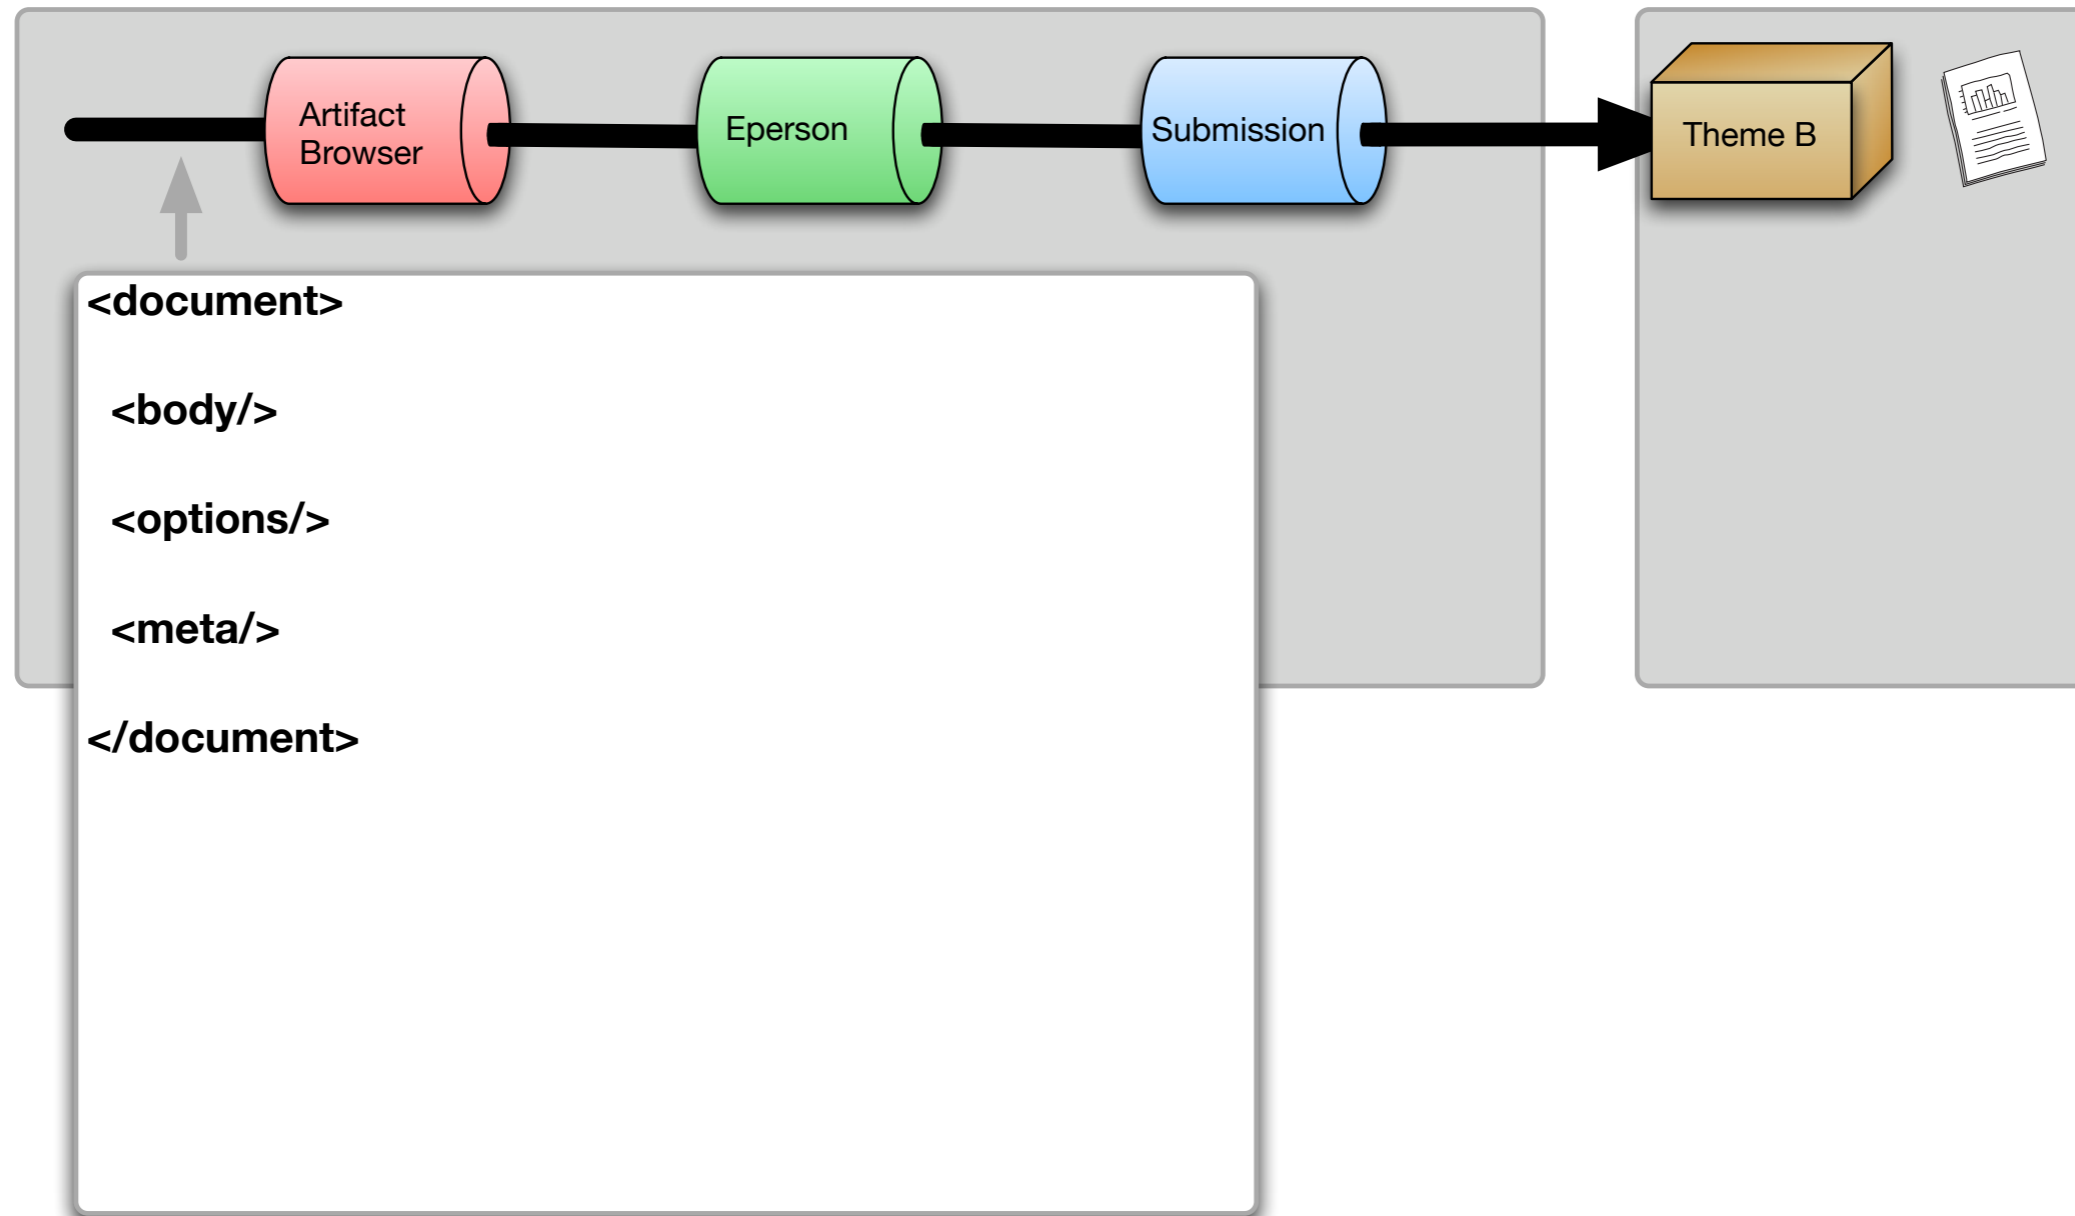 Artifact
Browser
Eperson
Submission
Theme B
<document>
<body/>
<options/>
<meta/>
</document>